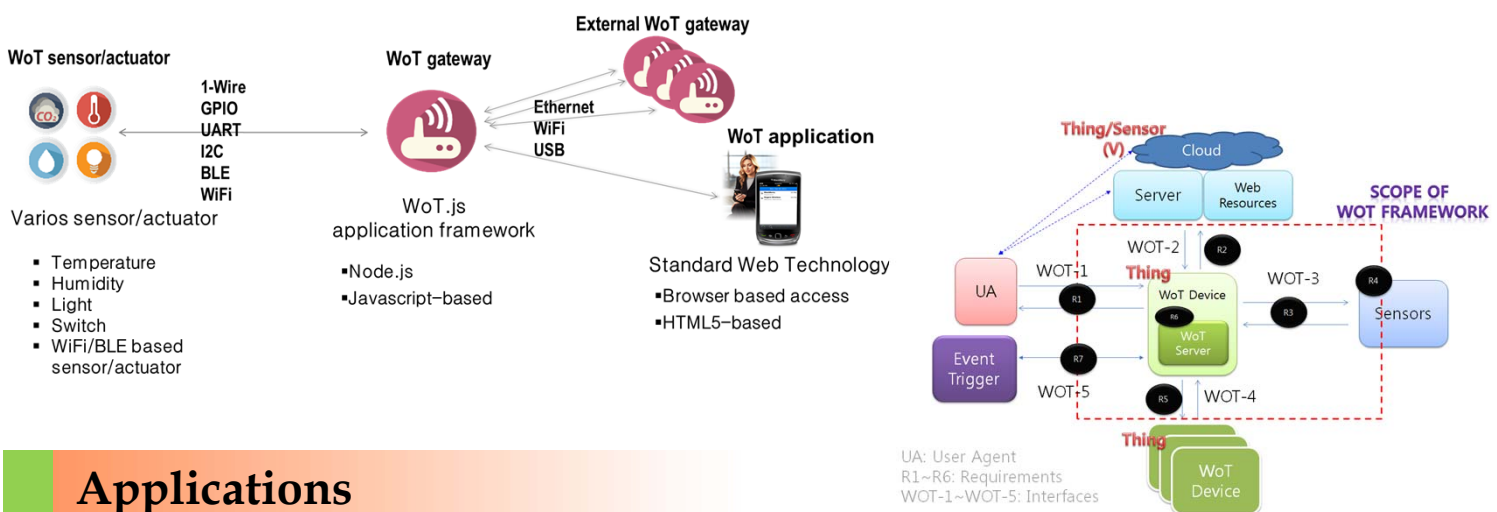 WoT sensor/actuator
1-Wire
GPIO
UART
I2C
BLE
WiFi
Varios sensor/actuator
▪ Temperature
▪ Humidity
▪ Light
▪ Switch
▪ WiFi/BLE based
sensor/actuator
CO2
WoT gateway
WoT.js
application framework
▪Node.js
▪Javascript-based
External WoT gateway
Ethernet
WiFi
USB
WoT application
Standard Web Technology
▪Browser based access
▪HTML5-based
Thing/Sensor
(V)
Cloud
Server
Web
Resources
SCOPE OF
WOT FRAMEWORK
WOT-2
R2
UA
WOT-1
R1
Thing
WoT Device
R6
WoT
Server
WOT-3
R3
R4
Sensors
Event
Trigger
R7
WOT-5
R5
WOT-4
Thing
WoT
Device
UA: User Agent
R1~R6: Requirements
WOT-1~WOT-5: Interfaces
Applications